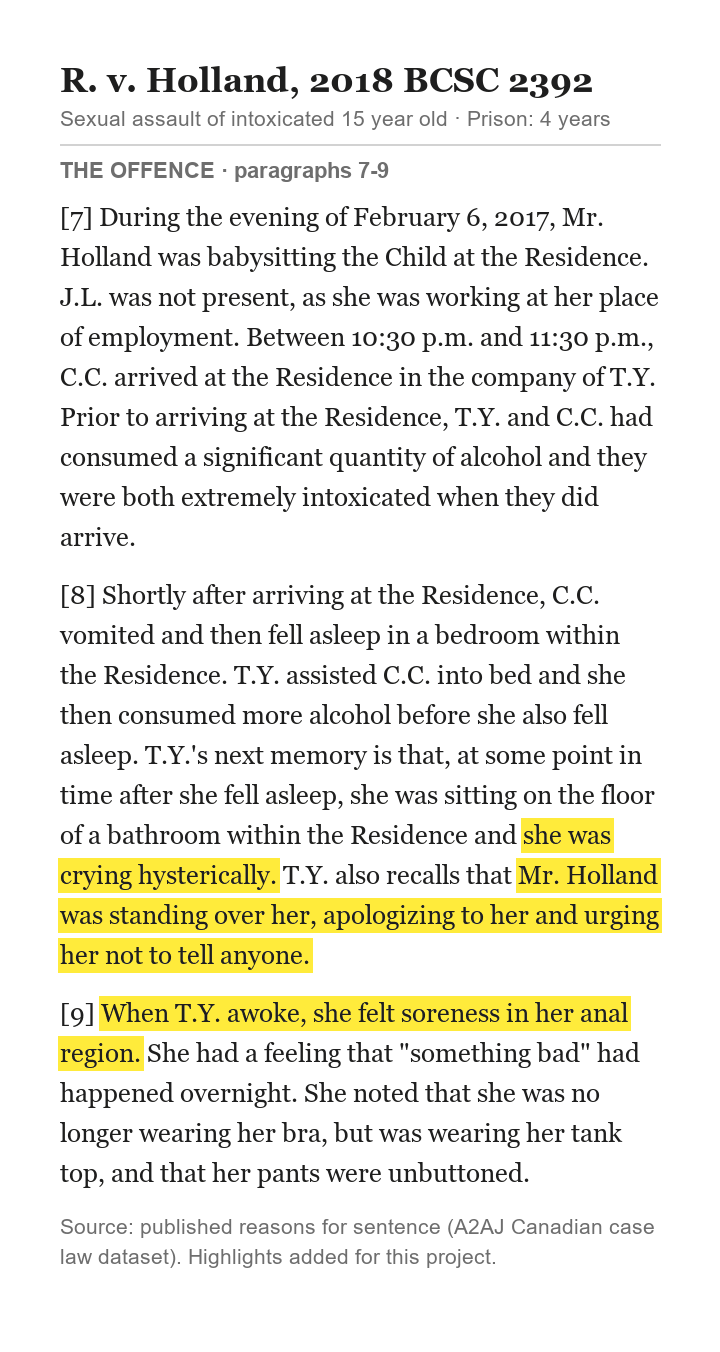 R. v. Holland, 2018 BCSC 2392
Sexual assault of intoxicated 15 year old · Prison: 4 years
THE OFFENCE · paragraphs 7-9
[7] During the evening of February 6, 2017, Mr.
Holland was babysitting the Child at the Residence.
J.L. was not present, as she was working at her place
of employment. Between 10:30 p.m. and 11:30 p.m.,
C.C. arrived at the Residence in the company of T.Y.
Prior to arriving at the Residence, T.Y. and C.C. had
consumed a significant quantity of alcohol and they
were both extremely intoxicated when they did
arrive.
[8] Shortly after arriving at the Residence, C.C.
vomited and then fell asleep in a bedroom within
the Residence. T.Y. assisted C.C. into bed and she
then consumed more alcohol before she also fell
asleep. T.Y.'s next memory is that, at some point in
time after she fell asleep, she was sitting on the floor
of a bathroom within the Residence and she was
crying hysterically. T.Y. also recalls that Mr. Holland
was standing over her, apologizing to her and urging
her not to tell anyone.
[9] When T.Y. awoke, she felt soreness in her anal
region. She had a feeling that "something bad" had
happened overnight. She noted that she was no
longer wearing her bra, but was wearing her tank
top, and that her pants were unbuttoned.
Source: published reasons for sentence (A2AJ Canadian case
law dataset). Highlights added for this project.